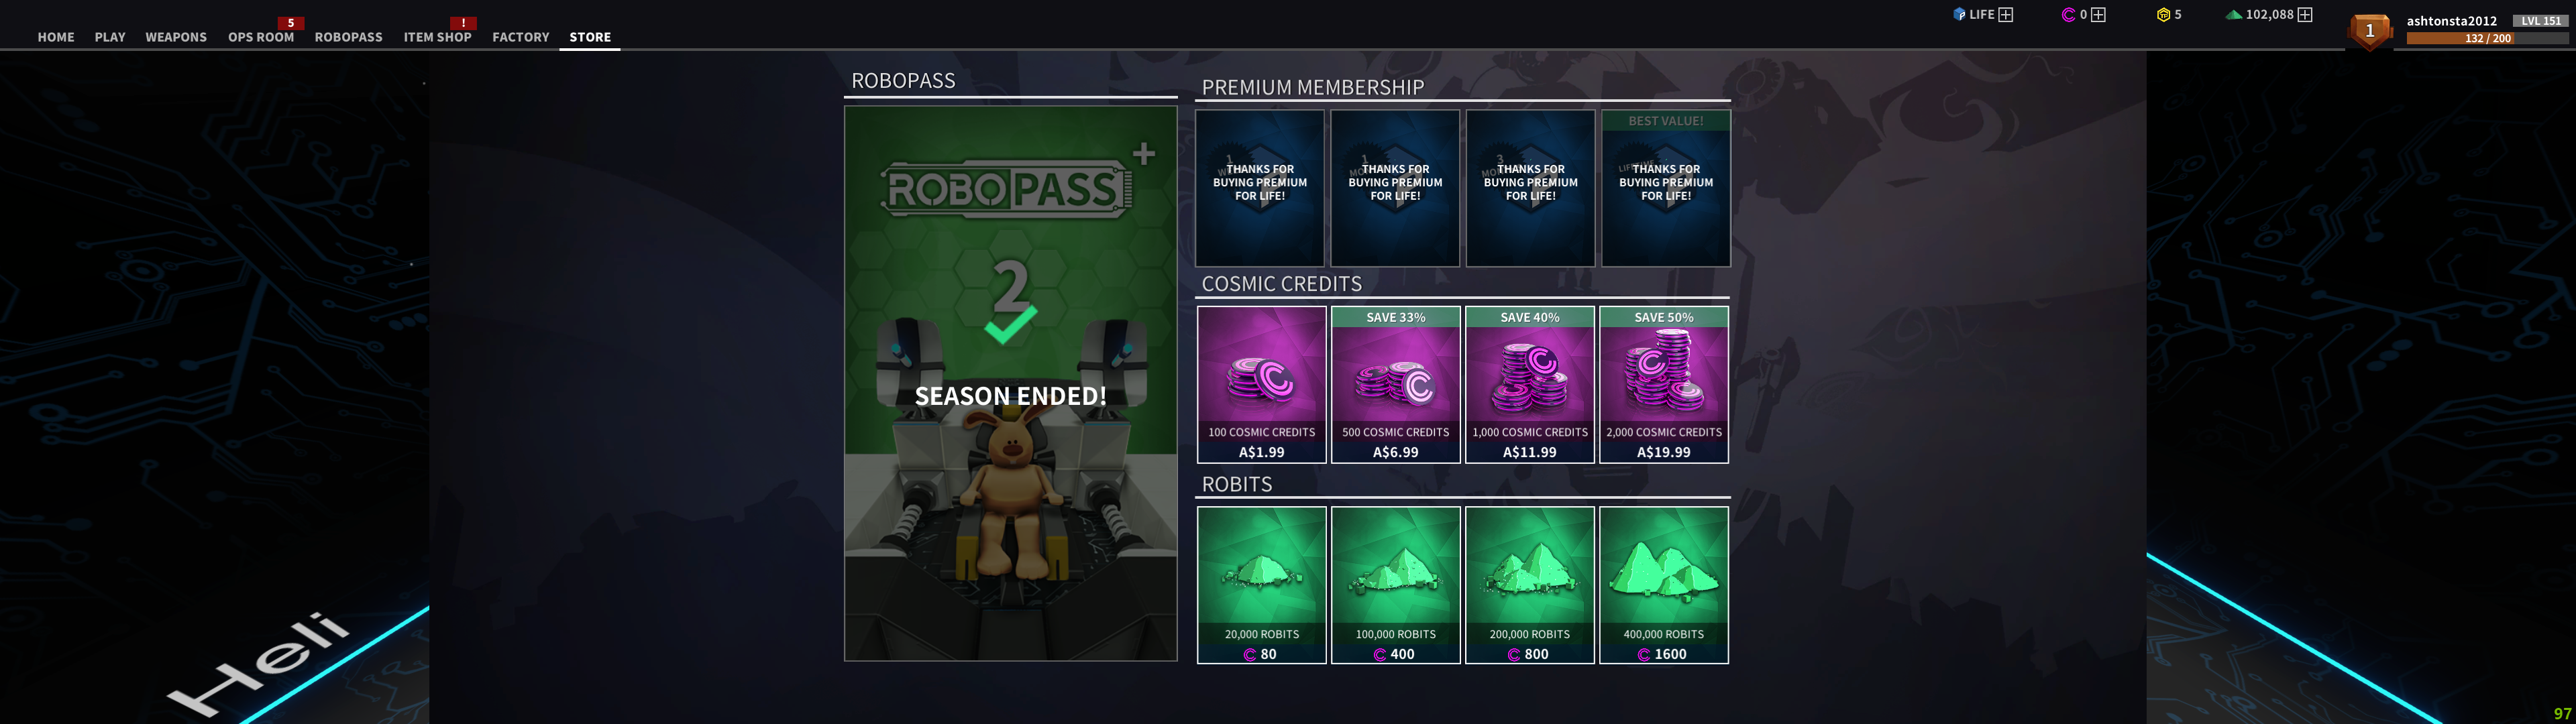 5
!
HOME PLAY WEAPONS OPS ROOM ROBOPASS ITEM SHOP FACTORY STORE
LIFE
0
5
102,088
1
ashtonsta2012
LVL 151
132 / 200
ROBOPASS
ROBOPASS
2
SEASON ENDED!
PREMIUM MEMBERSHIP
BEST VALUE!
1
THANKS FOR
BUYING PREMIUM
FOR LIFE!
1
THANKS FOR
BUYING PREMIUM
FOR LIFE!
3
THANKS FOR
BUYING PREMIUM
FOR LIFE!
LIFETIME
THANKS FOR
BUYING PREMIUM
FOR LIFE!
COSMIC CREDITS
100 COSMIC CREDITS
A$1.99
SAVE 33%
500 COSMIC CREDITS
A$6.99
SAVE 40%
1,000 COSMIC CREDITS
A$11.99
SAVE 50%
2,000 COSMIC CREDITS
A$19.99
ROBITS
20,000 ROBITS
80
100,000 ROBITS
400
200,000 ROBITS
800
400,000 ROBITS
1600
Heli
97